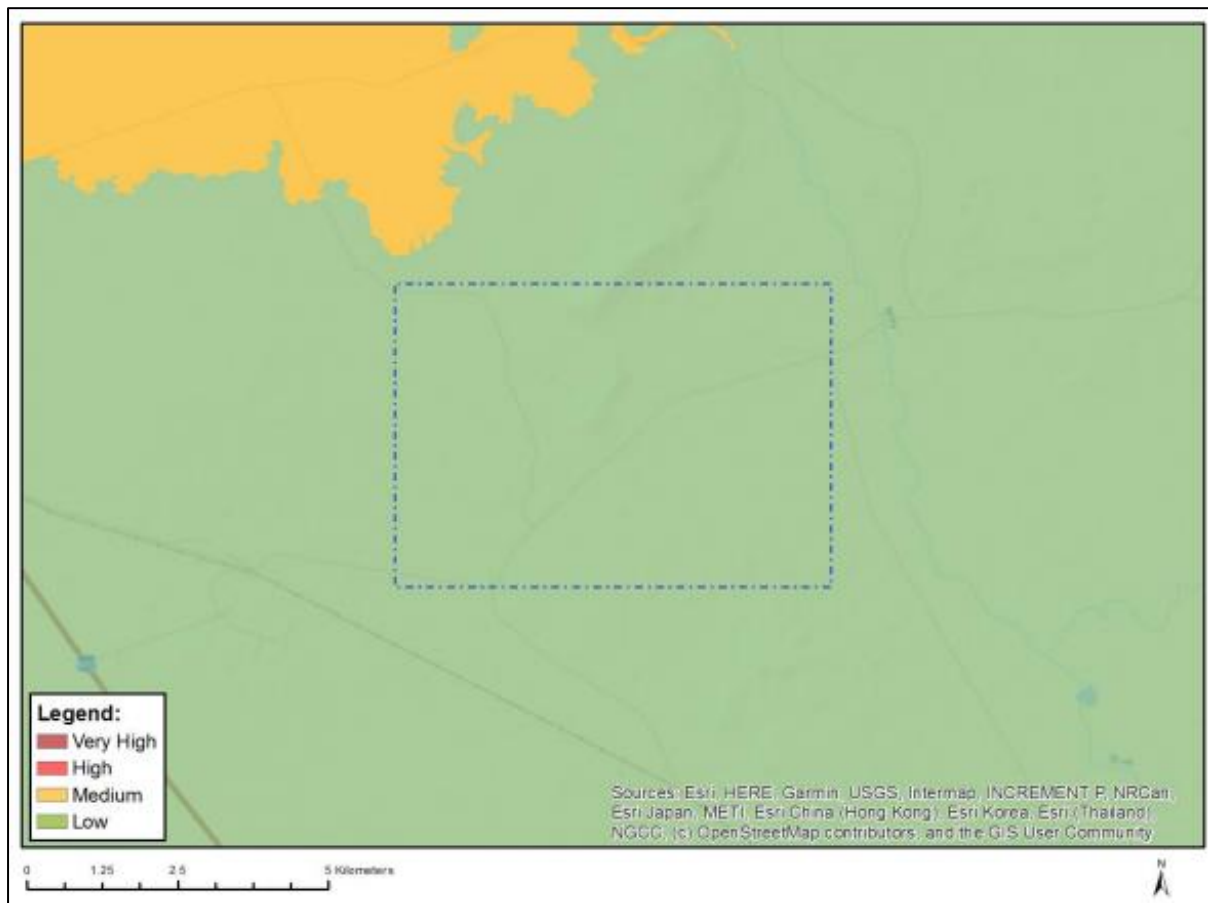 Legend:
Very High
High
Medium
Low
Sources: Esri, HERE, Garmin, USGS, Intermap, INCREMENT P, NRCan,
Esri Japan, METI, Esri China (Hong Kong), Esri Korea, Esri (Thailand),
NGCC, (c) OpenStreetMap contributors, and the GIS User Community
0 1.25 2.5 5 Kilometers
N